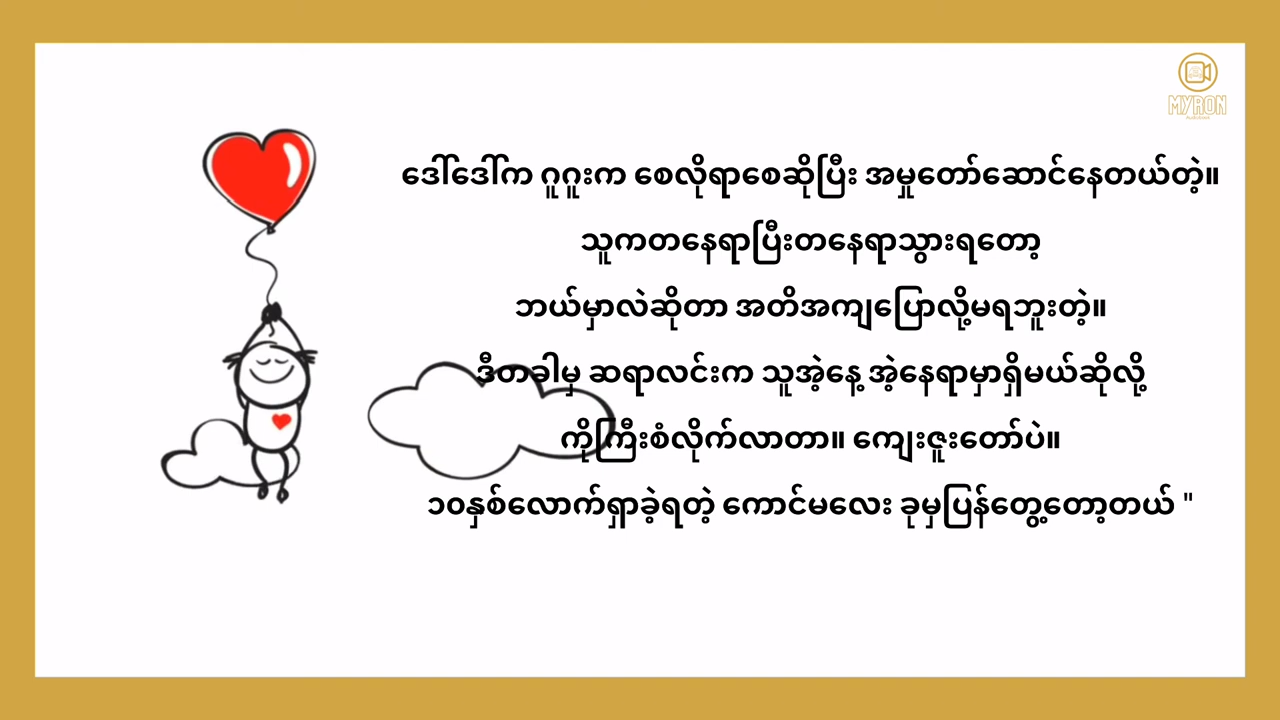 MYRON
ဒေါ်ဒေါ်က ဂူဂူးက စေလိုရာစေဆိုပြီး အမှုတော်ဆောင်နေတယ်တဲ့။
သူကတနေရာပြီးတနေရာသွားရတော့
ဘယ်မှာလဲဆိုတာ အတိအကျပြောလို့မရဘူးတဲ့။
ဒီတခါမှ ဆရာလင်းက သူအဲ့နေ့ အဲ့နေရာမှာရှိမယ်ဆိုလို့
ကိုကြီးစံလိုက်လာတာ။ ကျေးဇူးတော်ပဲ။
၁၀နှစ်လောက်ရှာခဲ့ရတဲ့ ကောင်မလေး ခုမှပြန်တွေ့တော့တယ် "